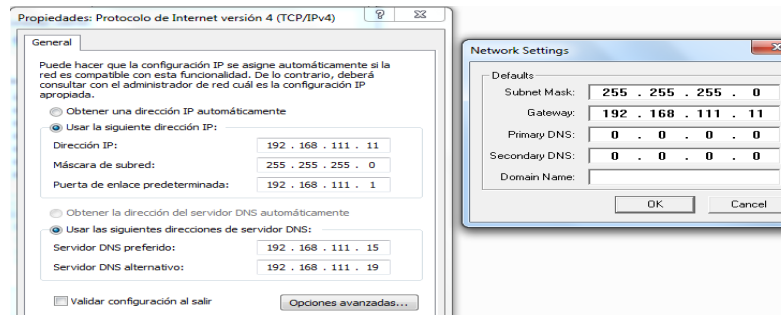 Propiedades: Protocolo de Internet versión 4 (TCP/IPv4)
General
Puede hacer que la configuración IP se asigne automáticamente si la
red es compatible con esta funcionalidad. De lo contrario, deberá
consultar con el administrador de red cuál es la configuración IP
apropiada.
Obtener una dirección IP automáticamente
Usar la siguiente dirección IP:
Dirección IP: 192 . 168 . 111 . 11
Máscara de subred: 255 . 255 . 255 . 0
Puerta de enlace predeterminada: 192 . 168 . 111 . 1
Obtener la dirección del servidor DNS automáticamente
Usar las siguientes direcciones de servidor DNS:
Servidor DNS preferido: 192 . 168 . 111 . 15
Servidor DNS alternativo: 192 . 168 . 111 . 19
Validar configuración al salir Opciones avanzadas...
Network Settings
Defaults
Subnet Mask: 255 . 255 . 255 . 0
Gateway: 192 . 168 . 111 . 11
Primary DNS: 0 . 0 . 0 . 0
Secondary DNS: 0 . 0 . 0 . 0
Domain Name:
OK Cancel